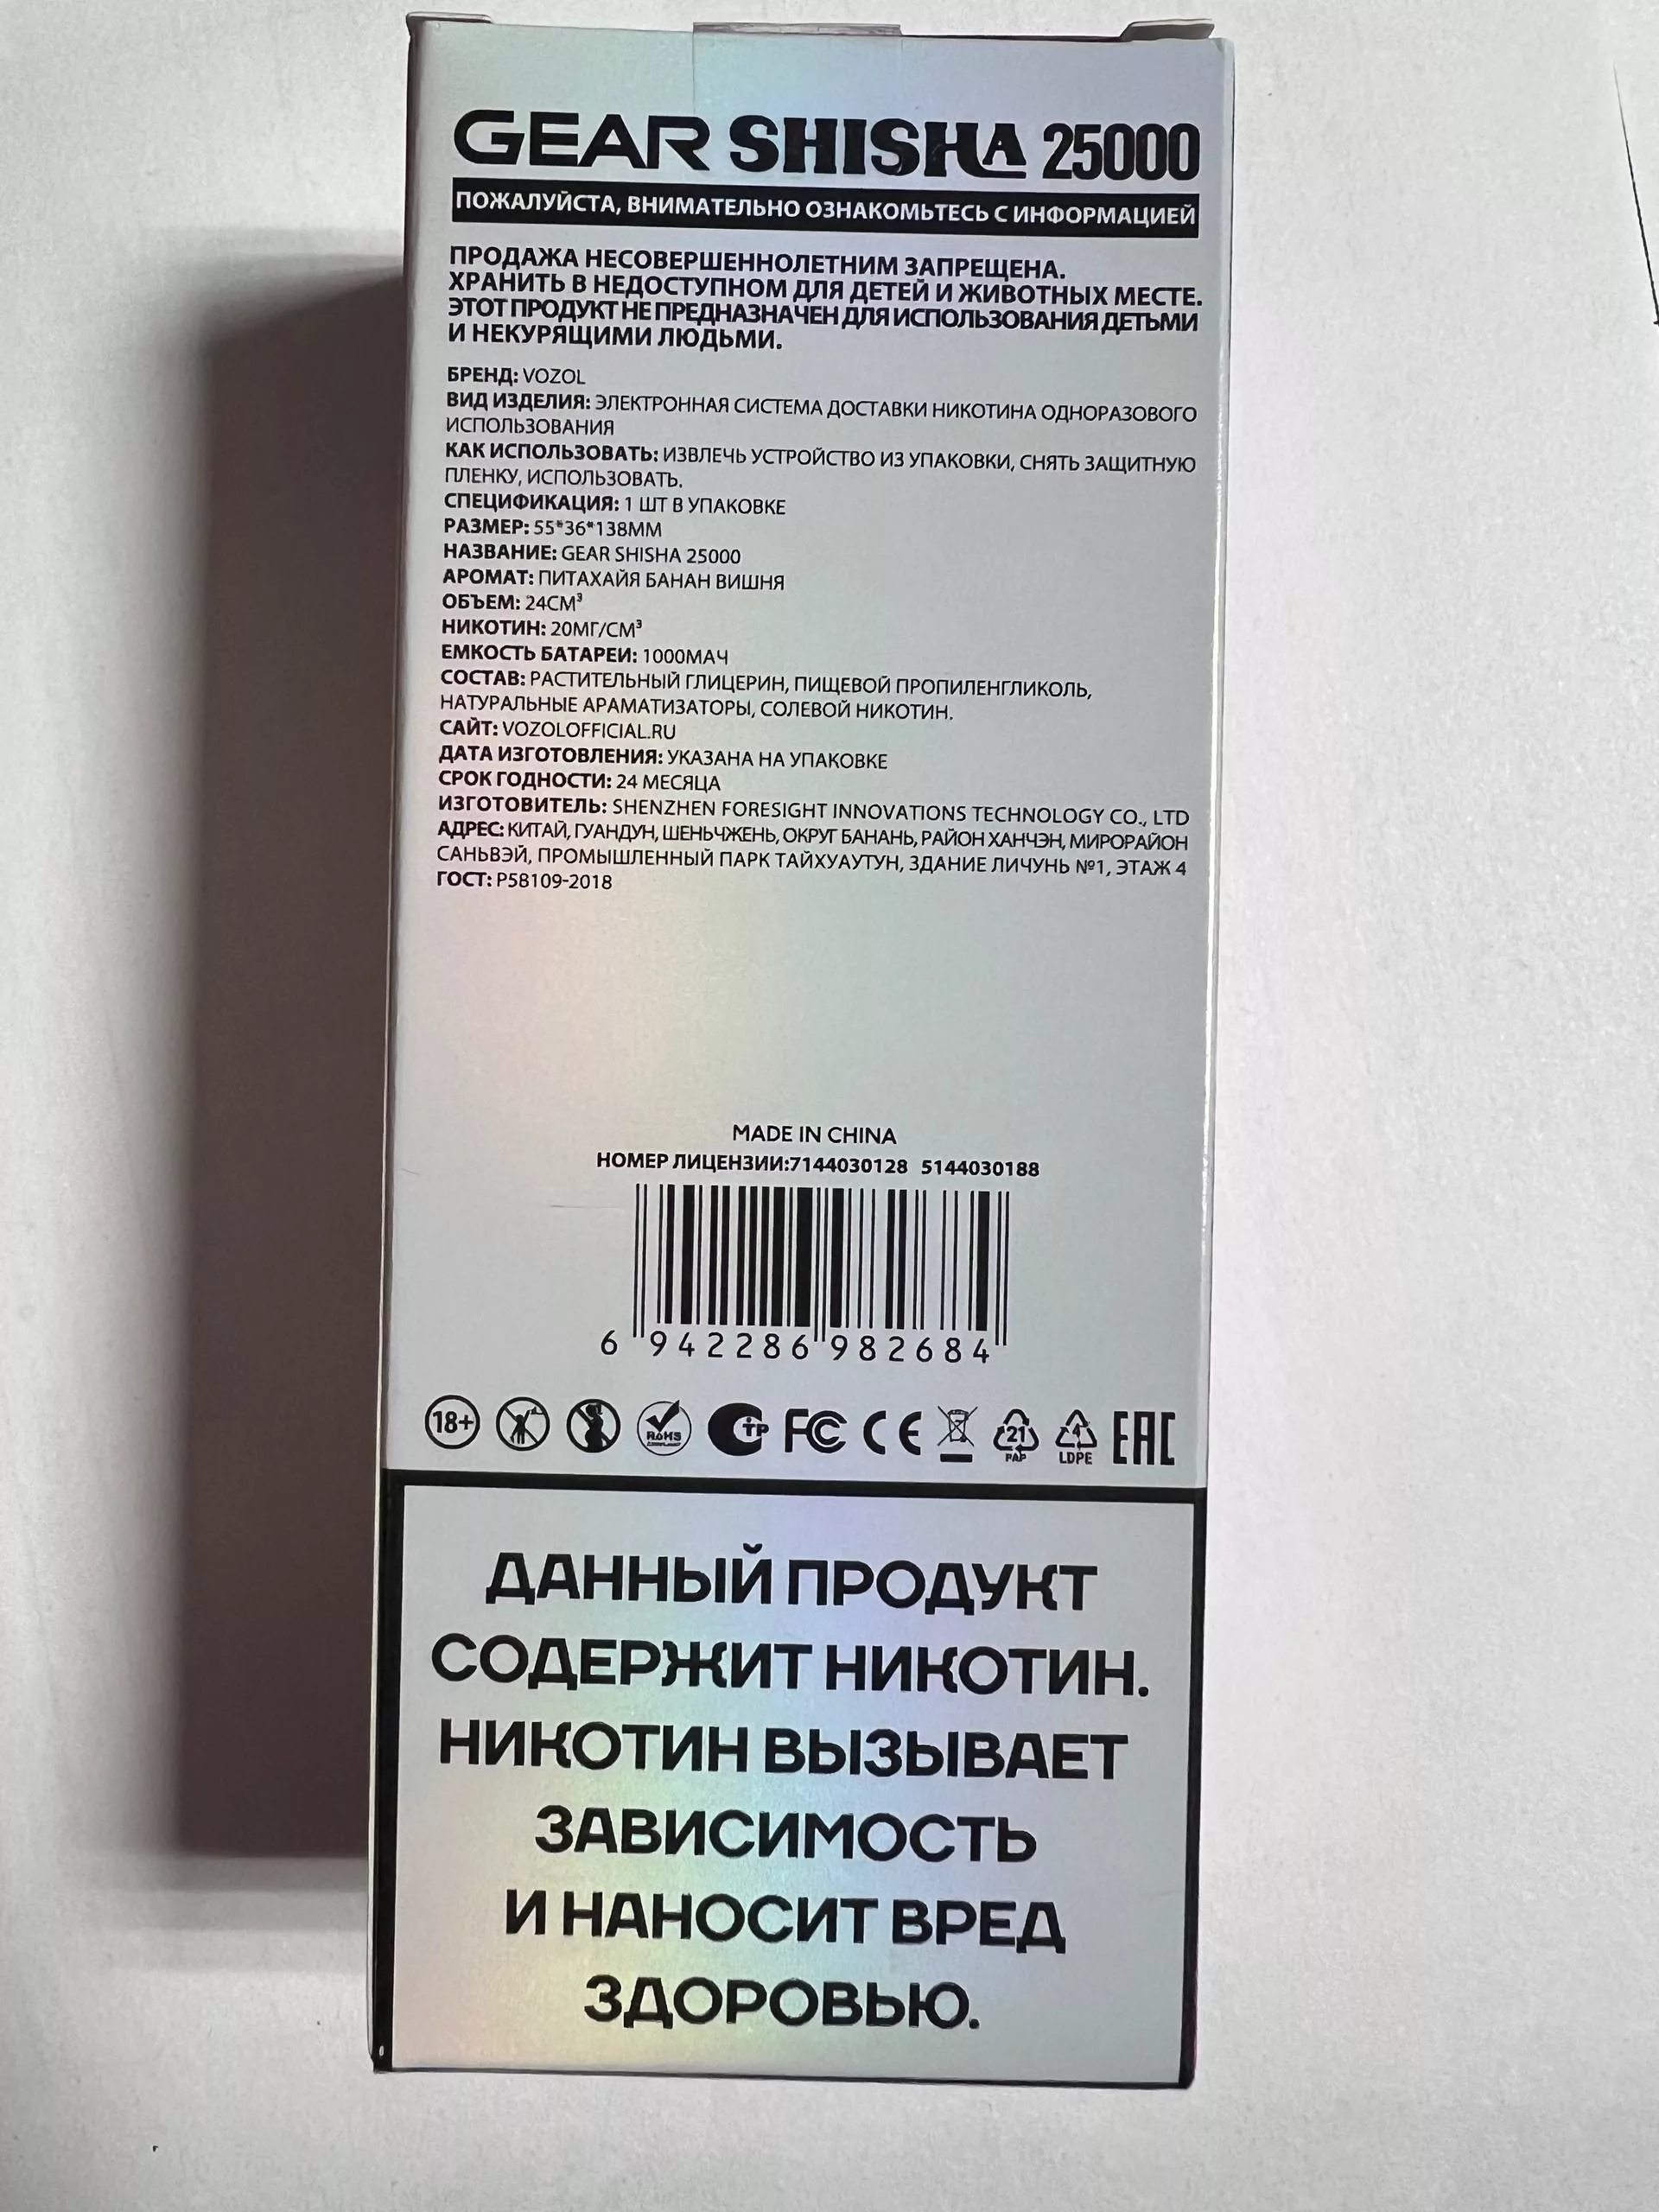 GEAR SHISHA 25000
ПОЖАЛУЙСТА, ВНИМАТЕЛЬНО ОЗНАКОМЬТЕСЬ С ИНФОРМАЦИЕЙ
ПРОДАЖА НЕСОВЕРШЕННОЛЕТНИМ ЗАПРЕЩЕНА.
ХРАНИТЬ В НЕДОСТУПНОМ ДЛЯ ДЕТЕЙ И ЖИВОТНЫХ МЕСТЕ.
ЭТОТ ПРОДУКТ НЕ ПРЕДНАЗНАЧЕН ДЛЯ ИСПОЛЬЗОВАНИЯ ДЕТЬМИ
И НЕКУРЯЩИМИ ЛЮДЬМИ.
БРЕНД: VOZOL
ВИД ИЗДЕЛИЯ: ЭЛЕКТРОННАЯ СИСТЕМА ДОСТАВКИ НИКОТИНА ОДНОРАЗОВОГО
ИСПОЛЬЗОВАНИЯ
КАК ИСПОЛЬЗОВАТЬ: ИЗВЛЕЧЬ УСТРОЙСТВО ИЗ УПАКОВКИ, СНЯТЬ ЗАЩИТНУЮ
ПЛЕНКУ, ИСПОЛЬЗОВАТЬ.
СПЕЦИФИКАЦИЯ: 1 ШТ В УПАКОВКЕ
РАЗМЕР: 55*36*138ММ
НАЗВАНИЕ: GEAR SHISHA 25000
АРОМАТ: ПИТАХАЙЯ БАНАН ВИШНЯ
ОБЪЕМ: 24СМ³
НИКОТИН: 20МГ/СМ³
ЕМКОСТЬ БАТАРЕИ: 1000МАЧ
СОСТАВ: РАСТИТЕЛЬНЫЙ ГЛИЦЕРИН, ПИЩЕВОЙ ПРОПИЛЕНГЛИКОЛЬ,
НАТУРАЛЬНЫЕ АРАМАТИЗАТОРЫ, СОЛЕВОЙ НИКОТИН.
САЙТ: VOZOLOFFICIAL.RU
ДАТА ИЗГОТОВЛЕНИЯ: УКАЗАНА НА УПАКОВКЕ
СРОК ГОДНОСТИ: 24 МЕСЯЦА
ИЗГОТОВИТЕЛЬ: SHENZHEN FORESIGHT INNOVATIONS TECHNOLOGY CO., LTD
АДРЕС: КИТАЙ, ГУАНДУН, ШЕНЬЧЖЕНЬ, ОКРУГ БАНАНЬ, РАЙОН ХАНЧЭН, МИРОРАЙОН
САНЬВЭЙ, ПРОМЫШЛЕННЫЙ ПАРК ТАЙХУАУТУН, ЗДАНИЕ ЛИЧУНЬ №1, ЭТАЖ 4
ГОСТ: Р58109-2018
MADE IN CHINA
НОМЕР ЛИЦЕНЗИИ:7144030128 5144030188
6 942286 982684
18+ RoHS СТР FC CE 21 PAP 4 LDPE EAC
ДАННЫЙ ПРОДУКТ
СОДЕРЖИТ НИКОТИН.
НИКОТИН ВЫЗЫВАЕТ
ЗАВИСИМОСТЬ
И НАНОСИТ ВРЕД
ЗДОРОВЬЮ.